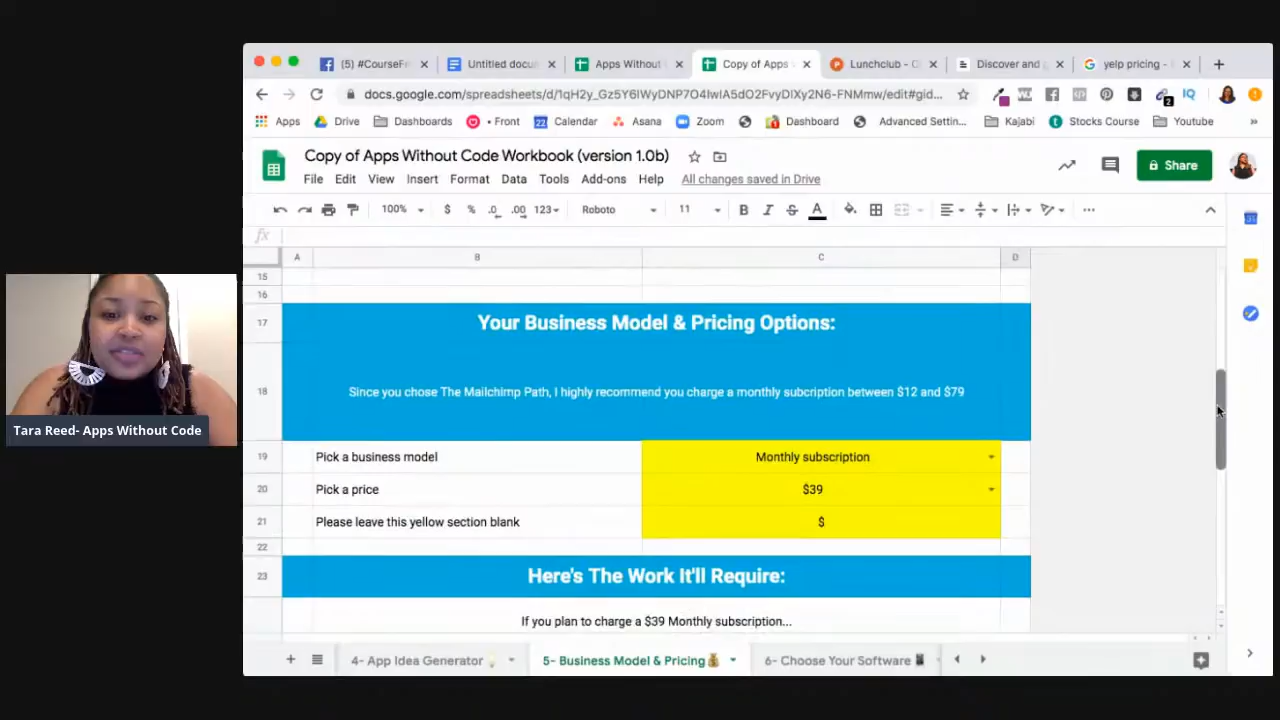 (5) #CourseFr
Untitled docu
Apps Without
Copy of Apps
Lunchclub - C
Discover and
yelp pricing -
docs.google.com/spreadsheets/d/
Apps
Drive
Dashboards
• Front
Calendar
Asana
Zoom
Dashboard
Advanced Settin...
Kajabi
Stocks Course
Youtube
Copy of Apps Without Code Workbook (version 1.0b)
Share
File Edit View Insert Format Data Tools Add-ons Help All changes saved in Drive
100% $ % .0 .00 123 Roboto 11 B I S A
fx
A B C D
15
16
17 Your Business Model & Pricing Options:
18 Since you chose The Mailchimp Path, I highly recommend you charge a monthly subcription between $12 and $79
19 Pick a business model Monthly subscription
20 Pick a price $39
21 Please leave this yellow section blank $
22
23 Here's The Work It'll Require:
If you plan to charge a $39 Monthly subscription...
4- App Idea Generator
5- Business Model & Pricing
6- Choose Your Software
Tara Reed- Apps Without Code